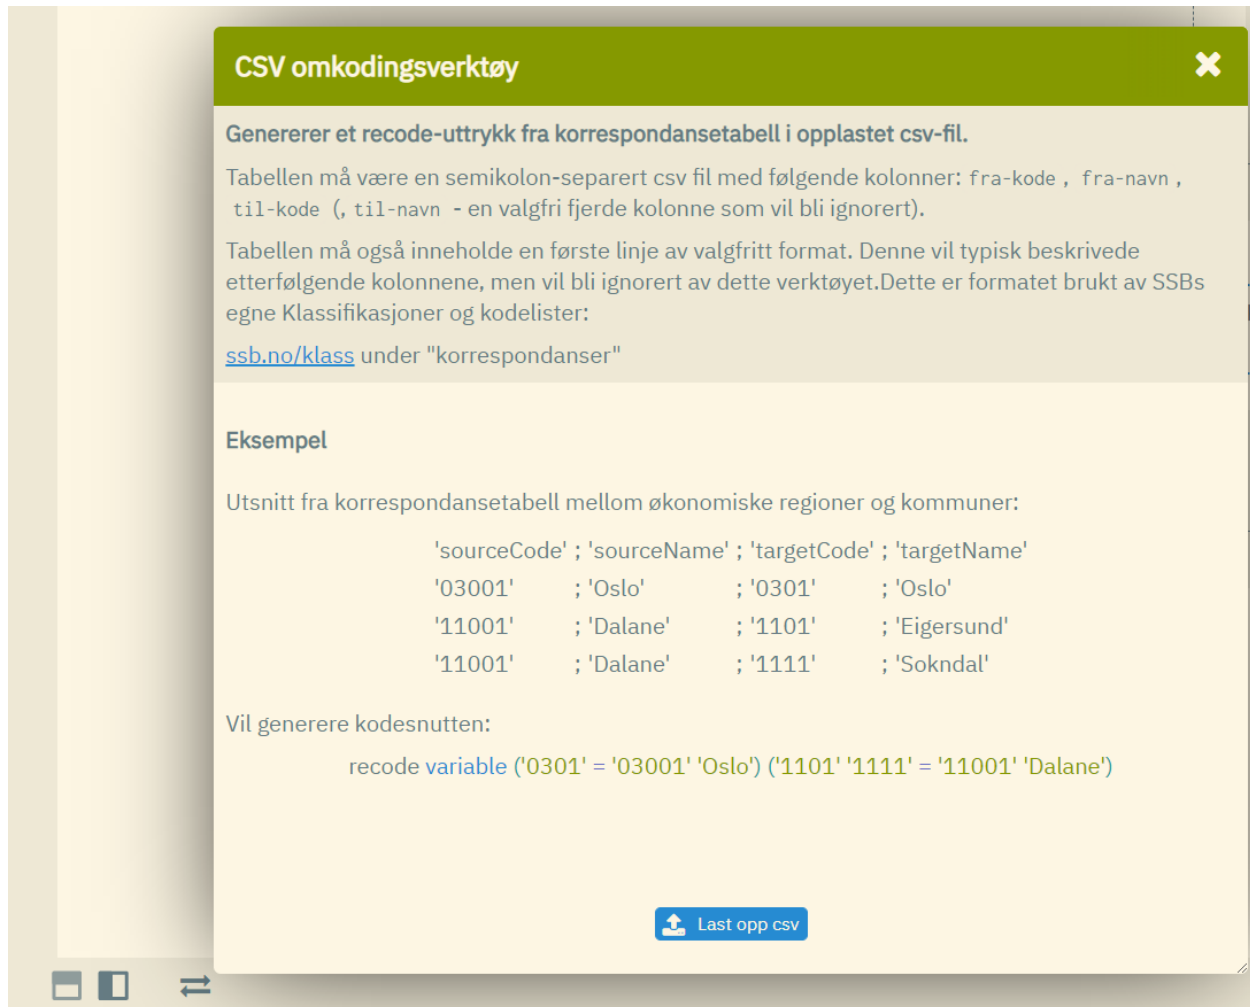 CSV omkodingsverktøy
Genererer et recode-uttrykk fra korrespondansetabell i opplastet csv-fil.
Tabellen må være en semikolon-separert csv fil med følgende kolonner: fra-kode , fra-navn ,
til-kode (, til-navn - en valgfri fjerde kolonne som vil bli ignorert).
Tabellen må også inneholde en første linje av valgfritt format. Denne vil typisk beskrivede
etterfølgende kolonnene, men vil bli ignorert av dette verktøyet.Dette er formatet brukt av SSBs
egne Klassifikasjoner og kodelister:
ssb.no/klass under "korrespondanser"
Eksempel
Utsnitt fra korrespondansetabell mellom økonomiske regioner og kommuner:
'sourceCode' ; 'sourceName' ; 'targetCode' ; 'targetName'
'03001' ; 'Oslo' ; '0301' ; 'Oslo'
'11001' ; 'Dalane' ; '1101' ; 'Eigersund'
'11001' ; 'Dalane' ; '1111' ; 'Sokndal'
Vil generere kodesnutten:
recode variable ('0301' = '03001' 'Oslo') ('1101' '1111' = '11001' 'Dalane')
Last opp csv